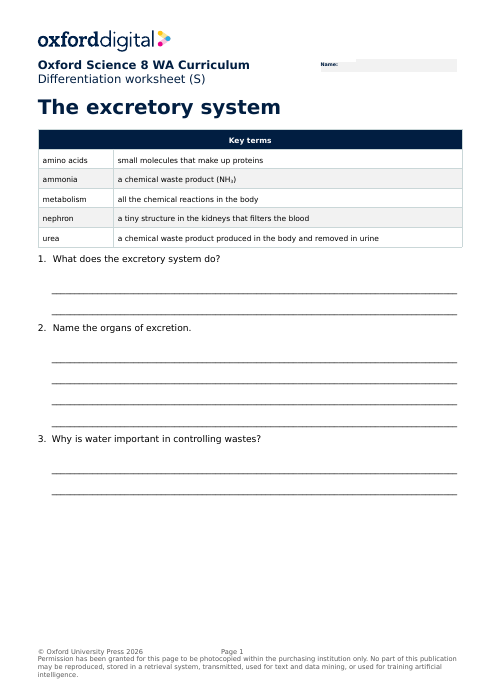 oxforddigital
Oxford Science 8 WA Curriculum
Name:
Differentiation worksheet (S)
The excretory system
Key terms
amino acids small molecules that make up proteins
ammonia a chemical waste product (NH₃)
metabolism all the chemical reactions in the body
nephron a tiny structure in the kidneys that filters the blood
urea a chemical waste product produced in the body and removed in urine
1. What does the excretory system do?
2. Name the organs of excretion.
3. Why is water important in controlling wastes?
© Oxford University Press 2026 Page 1
Permission has been granted for this page to be photocopied within the purchasing institution only. No part of this publication
may be reproduced, stored in a retrieval system, transmitted, used for text and data mining, or used for training artificial
intelligence.